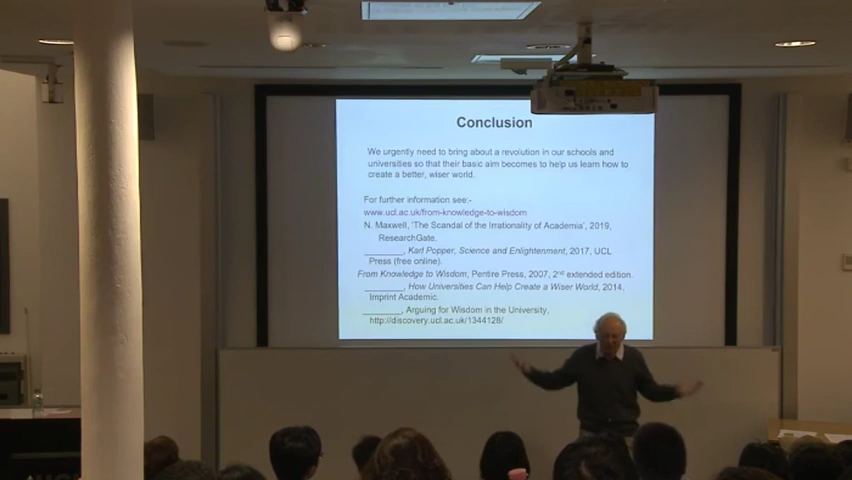 Conclusion
We urgently need to bring about a revolution in our schools and
universities so that their basic aim becomes to help us learn how to
create a better, wiser world.
For further information see:-
www.ucl.ac.uk/from-knowledge-to-wisdom
N. Maxwell, 'The Scandal of the Irrationality of Academia', 2019,
ResearchGate.
________, Karl Popper, Science and Enlightenment, 2017, UCL
Press (free online).
From Knowledge to Wisdom, Pentire Press, 2007, 2nd extended edition.
________, How Universities Can Help Create a Wiser World, 2014,
Imprint Academic.
________, Arguing for Wisdom in the University,
http://discovery.ucl.ac.uk/1344128/